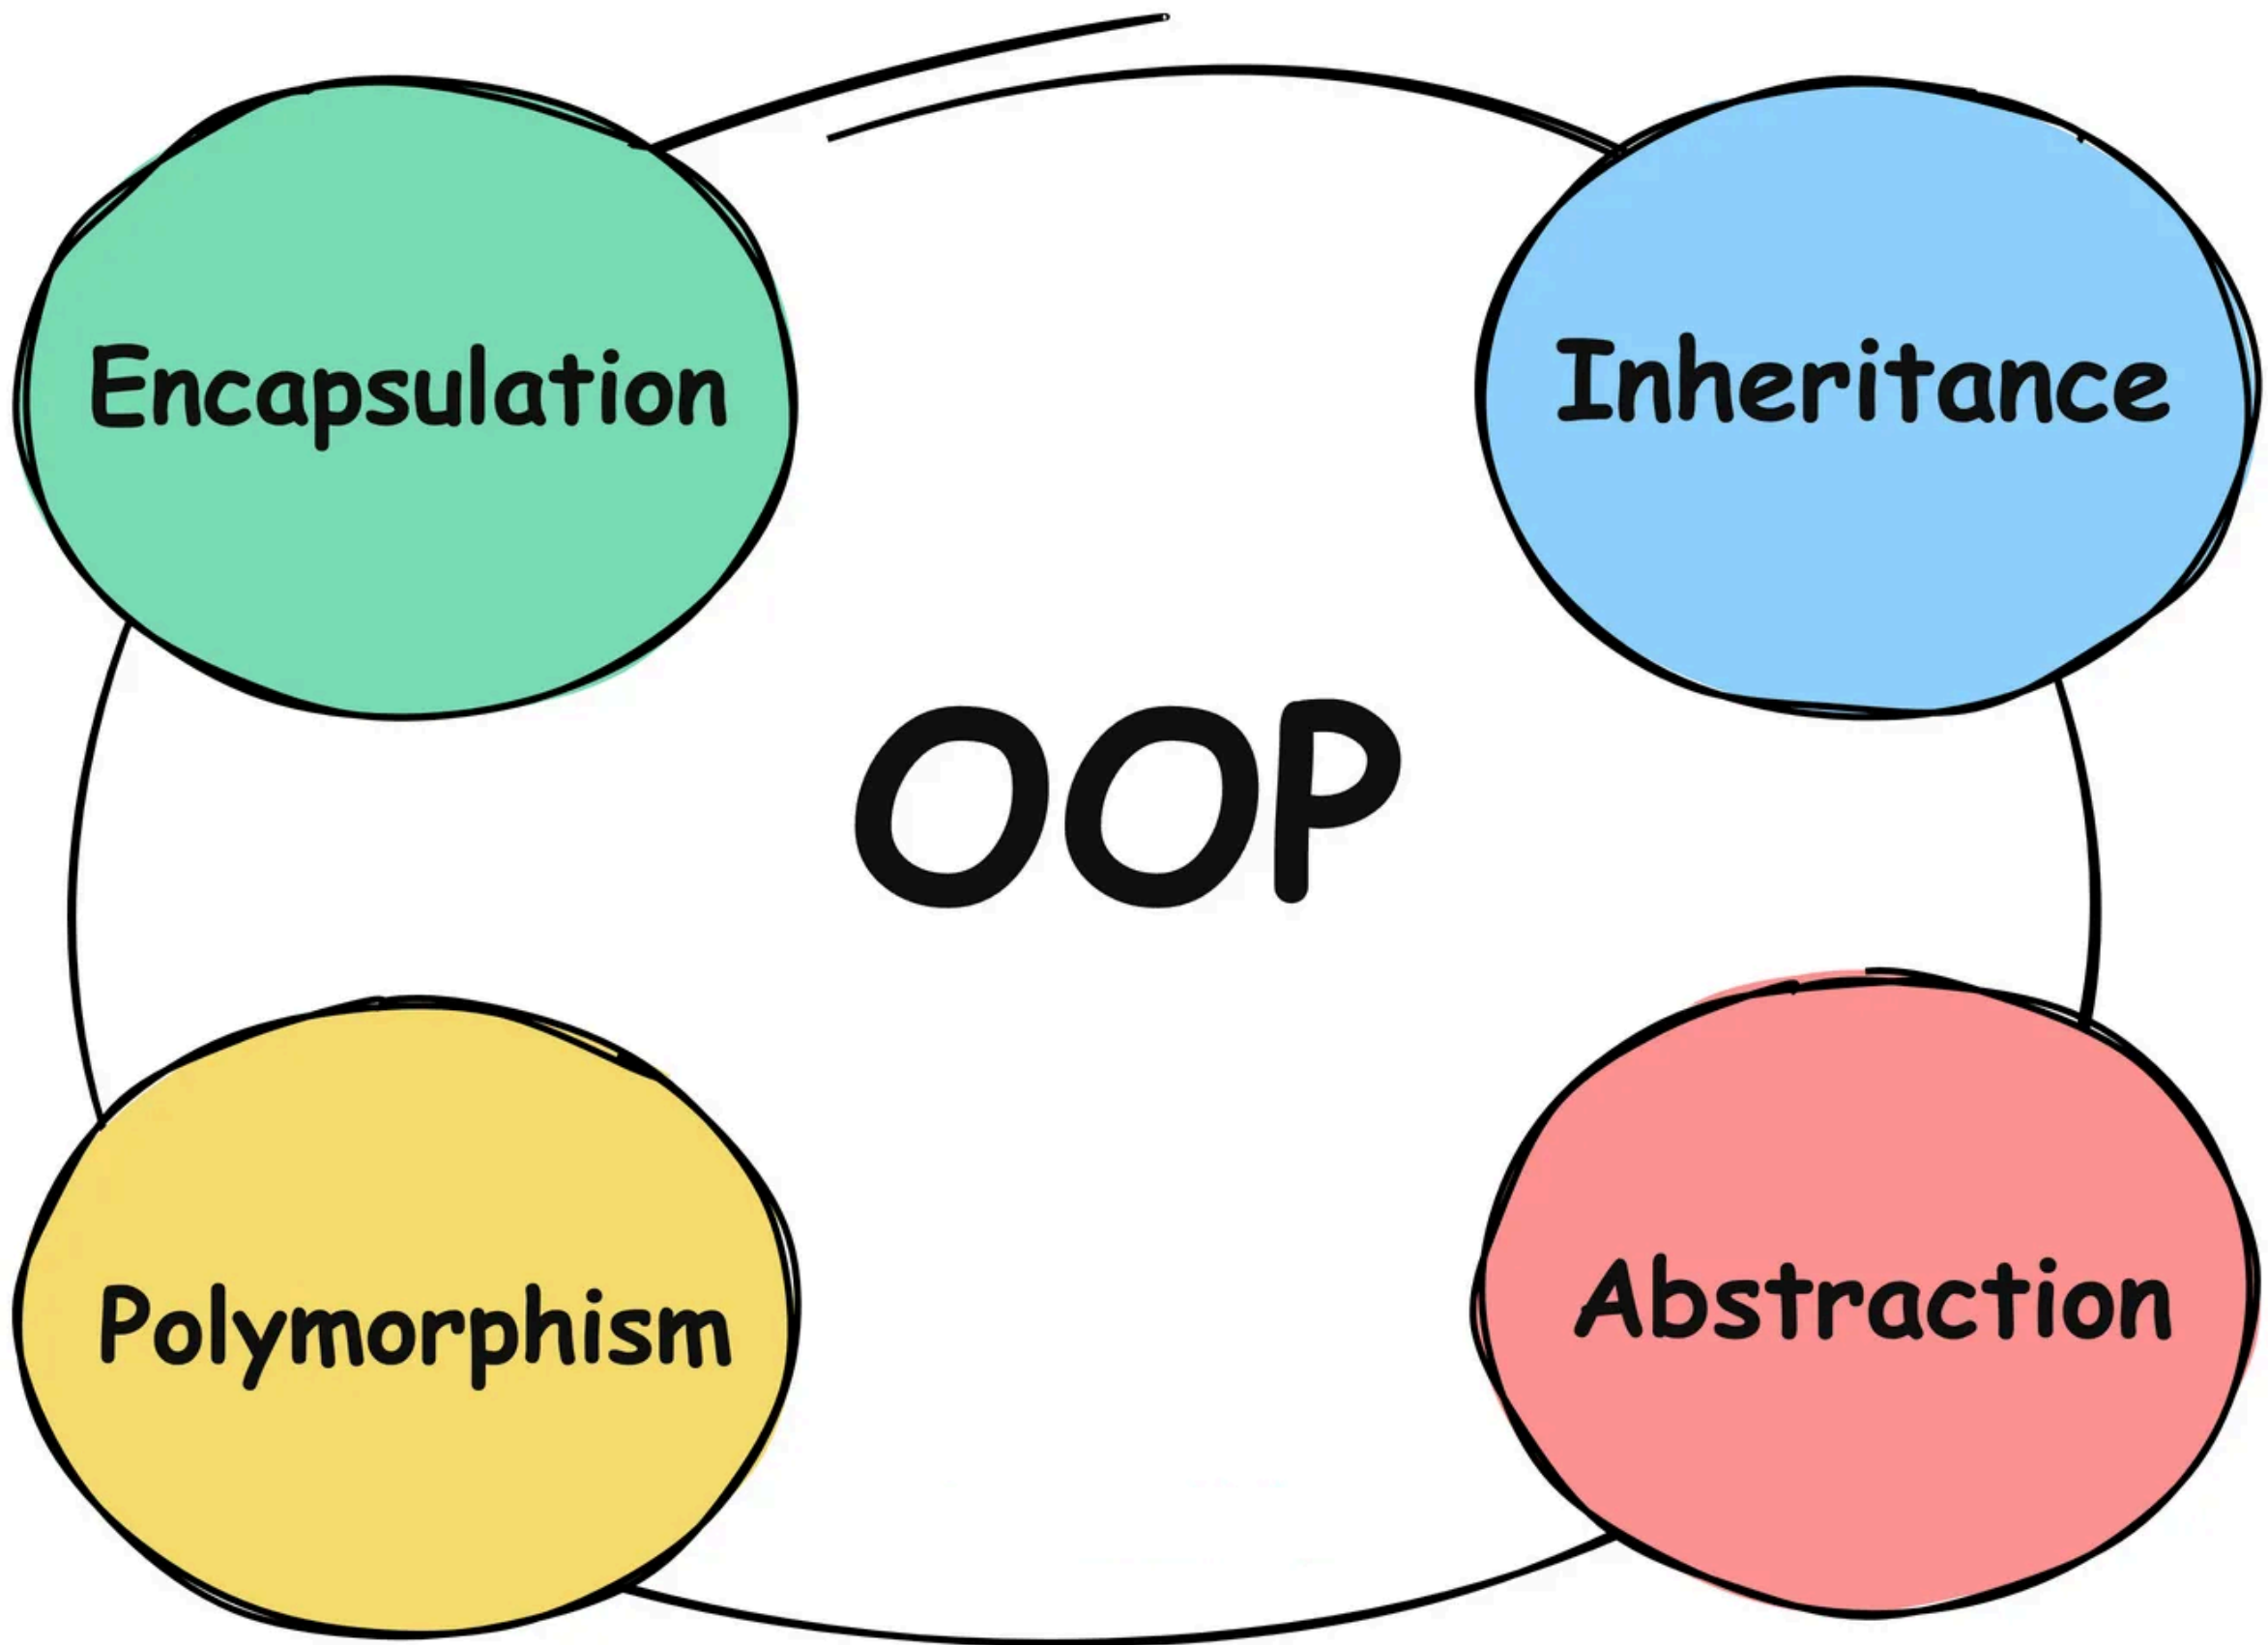 Encapsulation
Inheritance
OOP
Polymorphism
Abstraction